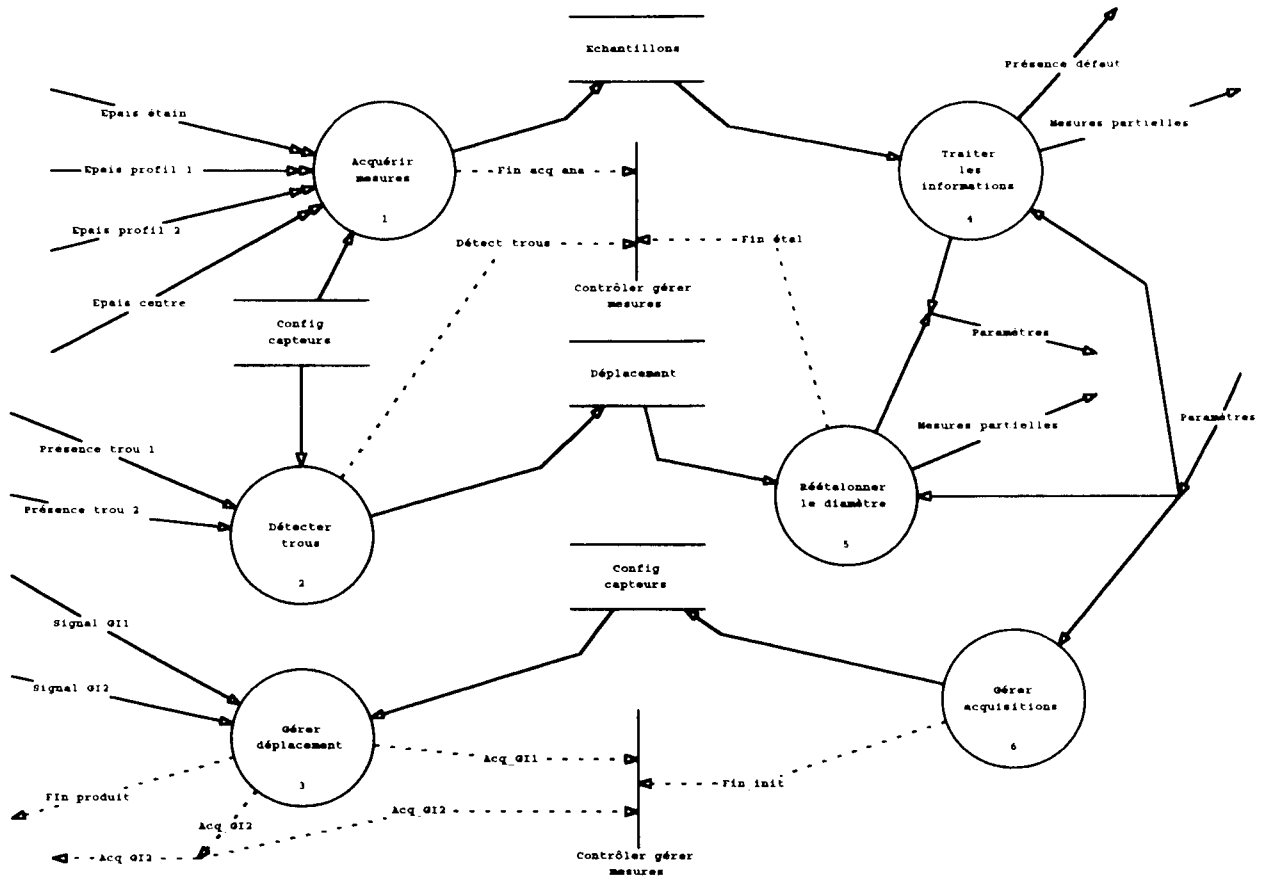 Echantillons
Présence défaut
Epais étain
Mesures partielles
Acquérir
mesures
1
Traiter
les
informations
4
Epais profil 1
Fin acq ana
Epais profil 2
Détect trous
Fin étal
Epais centre
Contrôler gérer
mesures
Config
capteurs
Paramètres
Déplacement
Paramètres
Mesures partielles
Présence trou 1
Réétalonner
le diamètre
5
Présence trou 2
Détecter
trous
2
Config
capteurs
Signal GI1
Signal GI2
Gérer
déplacement
3
Gérer
acquisitions
6
Acq_GI1
Fin init
FIn produit
Acq GI2
Acq GI2
Acq GI2
Contrôler gérer
mesures